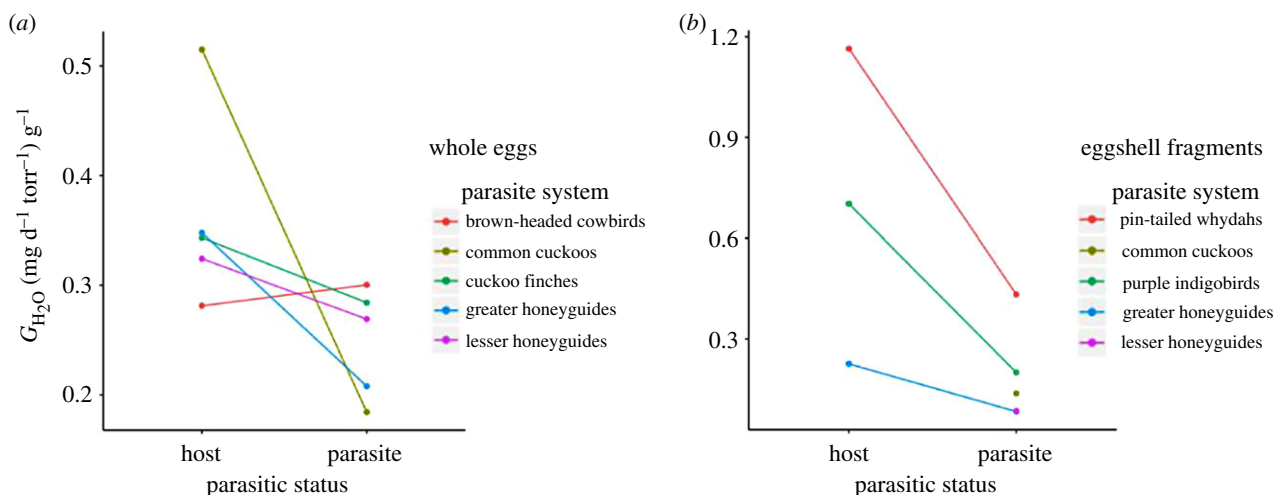 (a)
0.5
0.4
0.3
0.2
G_{H_2O} (mg d^{−1} torr^{−1}) g^{−1}
host
parasite
parasitic status
whole eggs
parasite system
brown-headed cowbirds
common cuckoos
cuckoo finches
greater honeyguides
lesser honeyguides
(b)
1.2
0.9
0.6
0.3
host
parasite
parasitic status
eggshell fragments
parasite system
pin-tailed whydahs
common cuckoos
purple indigobirds
greater honeyguides
lesser honeyguides